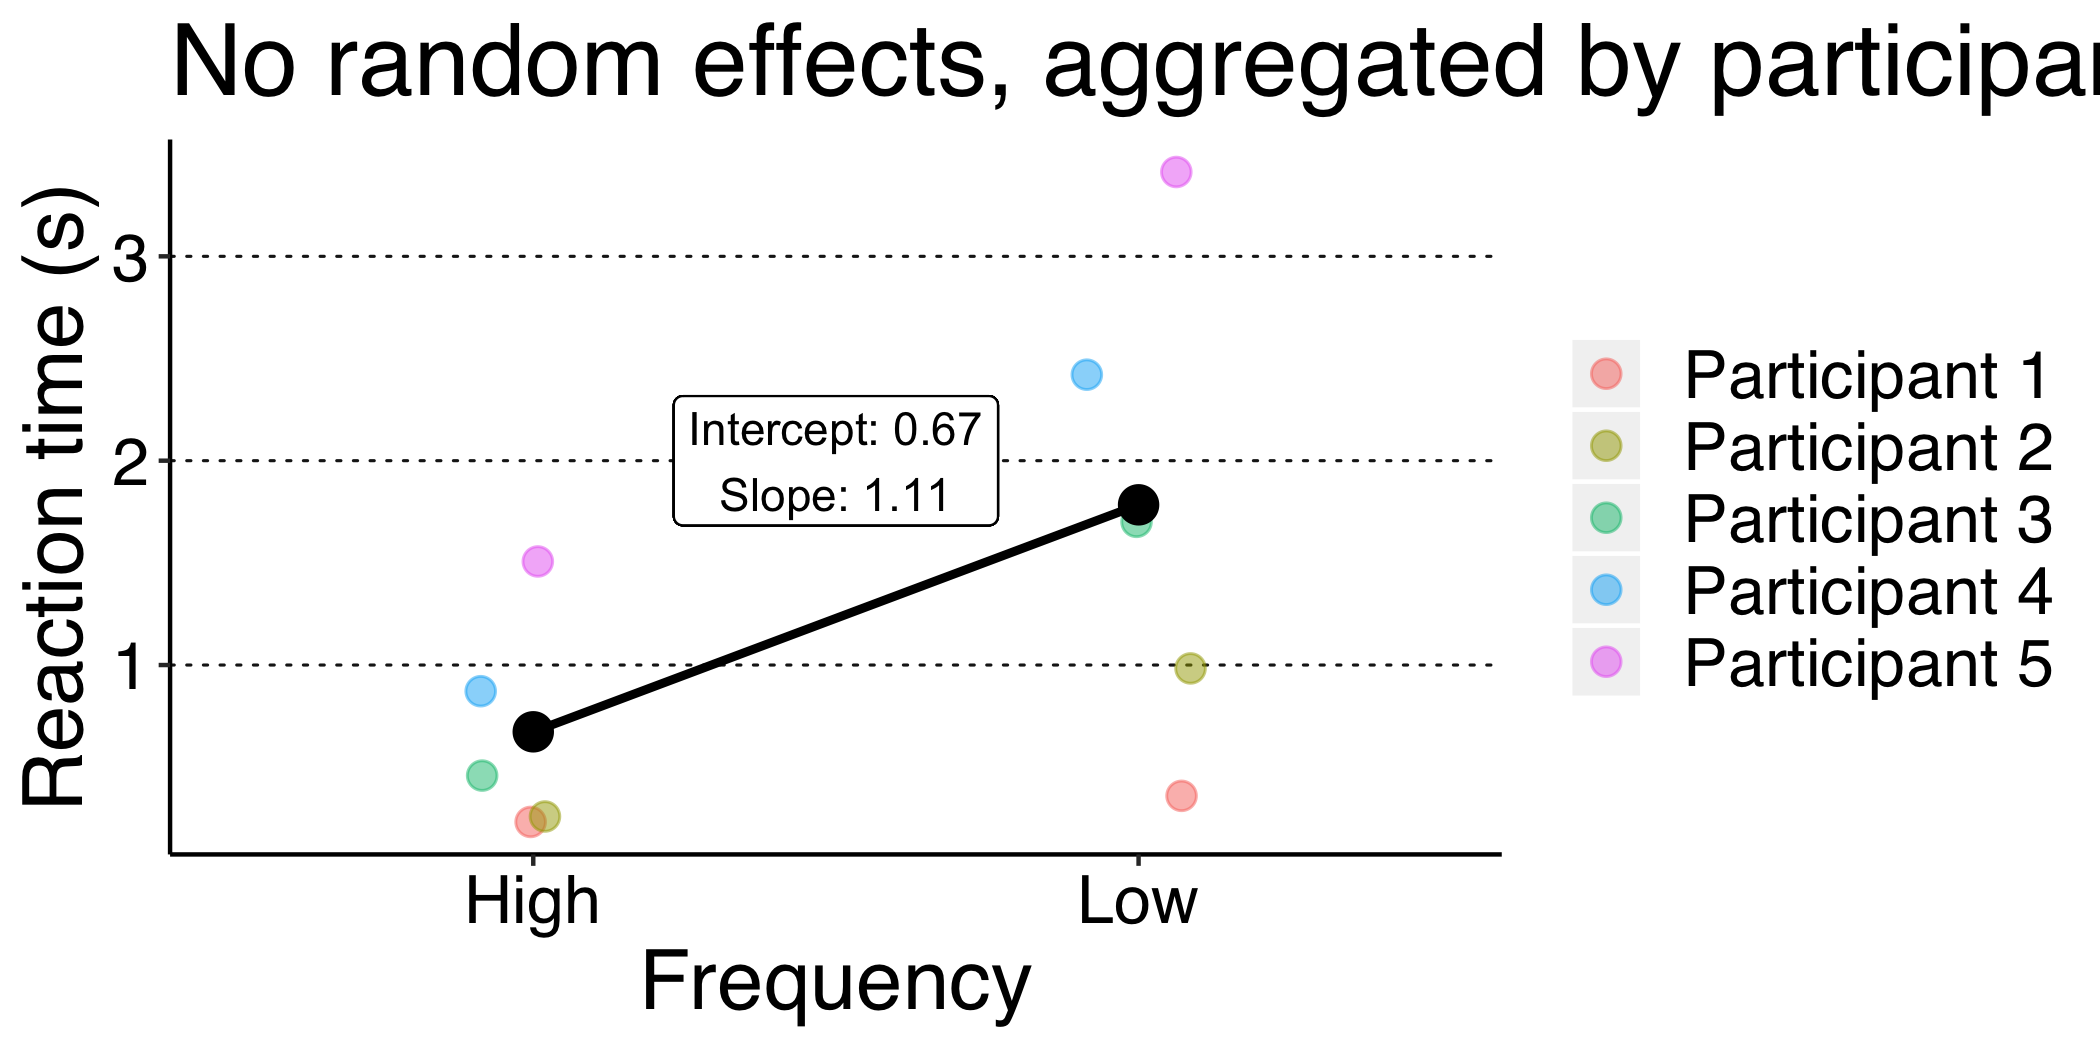 No random effects, aggregated by participan
Reaction time (s)
3
2
1
Intercept: 0.67
Slope: 1.11
High
Low
Frequency
Participant 1
Participant 2
Participant 3
Participant 4
Participant 5